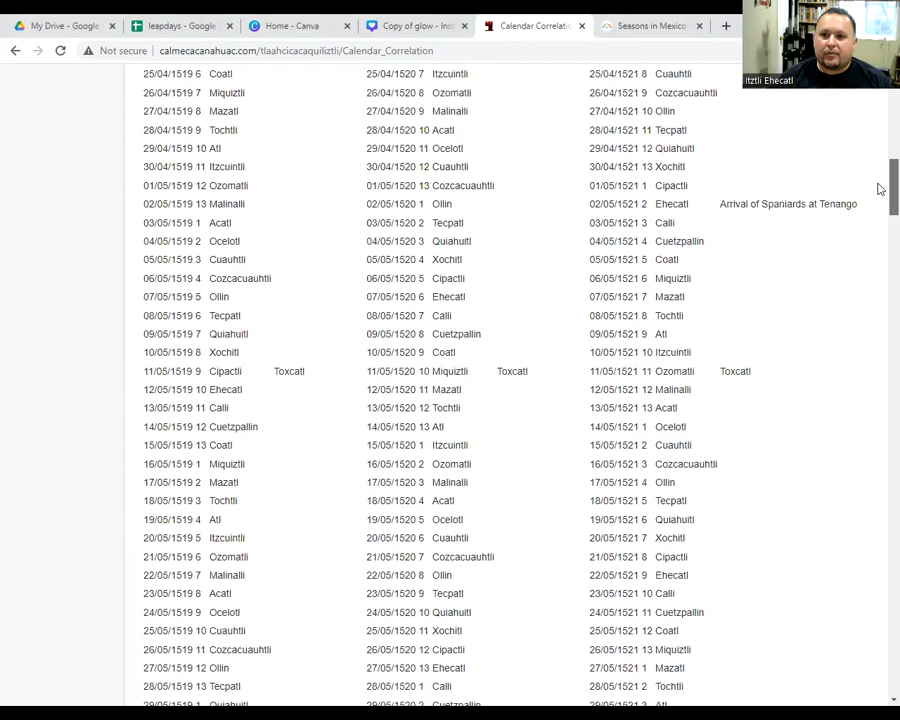 My Drive - Google
leapdays - Google
Home - Canva
Copy of glow - Inst
Calendar Correlatio
Seasons in Mexico
Not secure | calmecacanahuac.com/tlaahcicacaquiliztli/Calendar_Correlation
Itztli Ehecatl
25/04/1519 6 Coatl 25/04/1520 7 Itzcuintli 25/04/1521 8 Cuauhtli
26/04/1519 7 Miquiztli 26/04/1520 8 Ozomatli 26/04/1521 9 Cozcacuauhtli
27/04/1519 8 Mazatl 27/04/1520 9 Malinalli 27/04/1521 10 Ollin
28/04/1519 9 Tochtli 28/04/1520 10 Acatl 28/04/1521 11 Tecpatl
29/04/1519 10 Atl 29/04/1520 11 Ocelotl 29/04/1521 12 Quiahuitl
30/04/1519 11 Itzcuintli 30/04/1520 12 Cuauhtli 30/04/1521 13 Xochitl
01/05/1519 12 Ozomatli 01/05/1520 13 Cozcacuauhtli 01/05/1521 1 Cipactli
02/05/1519 13 Malinalli 02/05/1520 1 Ollin 02/05/1521 2 Ehecatl Arrival of Spaniards at Tenango
03/05/1519 1 Acatl 03/05/1520 2 Tecpatl 03/05/1521 3 Calli
04/05/1519 2 Ocelotl 04/05/1520 3 Quiahuitl 04/05/1521 4 Cuetzpallin
05/05/1519 3 Cuauhtli 05/05/1520 4 Xochitl 05/05/1521 5 Coatl
06/05/1519 4 Cozcacuauhtli 06/05/1520 5 Cipactli 06/05/1521 6 Miquiztli
07/05/1519 5 Ollin 07/05/1520 6 Ehecatl 07/05/1521 7 Mazatl
08/05/1519 6 Tecpatl 08/05/1520 7 Calli 08/05/1521 8 Tochtli
09/05/1519 7 Quiahuitl 09/05/1520 8 Cuetzpallin 09/05/1521 9 Atl
10/05/1519 8 Xochitl 10/05/1520 9 Coatl 10/05/1521 10 Itzcuintli
11/05/1519 9 Cipactli Toxcatl 11/05/1520 10 Miquiztli Toxcatl 11/05/1521 11 Ozomatli Toxcatl
12/05/1519 10 Ehecatl 12/05/1520 11 Mazatl 12/05/1521 12 Malinalli
13/05/1519 11 Calli 13/05/1520 12 Tochtli 13/05/1521 13 Acatl
14/05/1519 12 Cuetzpallin 14/05/1520 13 Atl 14/05/1521 1 Ocelotl
15/05/1519 13 Coatl 15/05/1520 1 Itzcuintli 15/05/1521 2 Cuauhtli
16/05/1519 1 Miquiztli 16/05/1520 2 Ozomatli 16/05/1521 3 Cozcacuauhtli
17/05/1519 2 Mazatl 17/05/1520 3 Malinalli 17/05/1521 4 Ollin
18/05/1519 3 Tochtli 18/05/1520 4 Acatl 18/05/1521 5 Tecpatl
19/05/1519 4 Atl 19/05/1520 5 Ocelotl 19/05/1521 6 Quiahuitl
20/05/1519 5 Itzcuintli 20/05/1520 6 Cuauhtli 20/05/1521 7 Xochitl
21/05/1519 6 Ozomatli 21/05/1520 7 Cozcacuauhtli 21/05/1521 8 Cipactli
22/05/1519 7 Malinalli 22/05/1520 8 Ollin 22/05/1521 9 Ehecatl
23/05/1519 8 Acatl 23/05/1520 9 Tecpatl 23/05/1521 10 Calli
24/05/1519 9 Ocelotl 24/05/1520 10 Quiahuitl 24/05/1521 11 Cuetzpallin
25/05/1519 10 Cuauhtli 25/05/1520 11 Xochitl 25/05/1521 12 Coatl
26/05/1519 11 Cozcacuauhtli 26/05/1520 12 Cipactli 26/05/1521 13 Miquiztli
27/05/1519 12 Ollin 27/05/1520 13 Ehecatl 27/05/1521 1 Mazatl
28/05/1519 13 Tecpatl 28/05/1520 1 Calli 28/05/1521 2 Tochtli
29/05/1519 1 Quiahuitl 29/05/1520 2 Cuetzpallin 29/05/1521 3 Atl